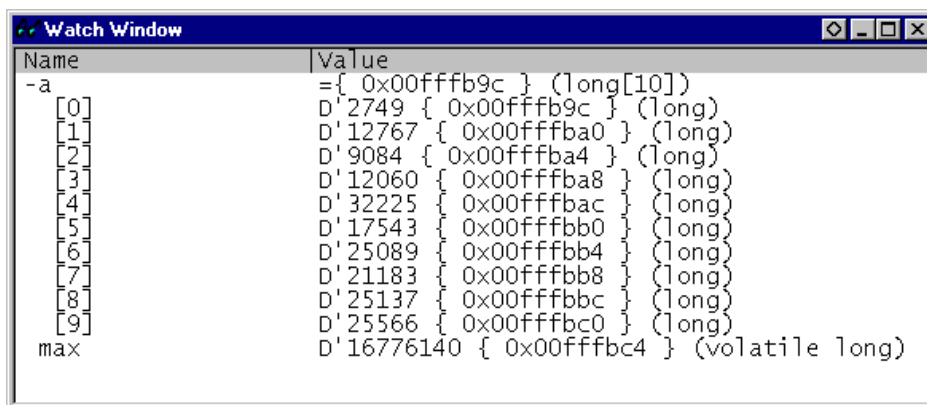 Watch Window
Name Value
-a ={ 0x00fffb9c } (long[10])
[0] D'2749 { 0x00fffb9c } (long)
[1] D'12767 { 0x00fffba0 } (long)
[2] D'9084 { 0x00fffba4 } (long)
[3] D'12060 { 0x00fffba8 } (long)
[4] D'32225 { 0x00fffbac } (long)
[5] D'17543 { 0x00fffbb0 } (long)
[6] D'25089 { 0x00fffbb4 } (long)
[7] D'21183 { 0x00fffbb8 } (long)
[8] D'25137 { 0x00fffbbc } (long)
[9] D'25566 { 0x00fffbc0 } (long)
max D'16776140 { 0x00fffbc4 } (volatile long)